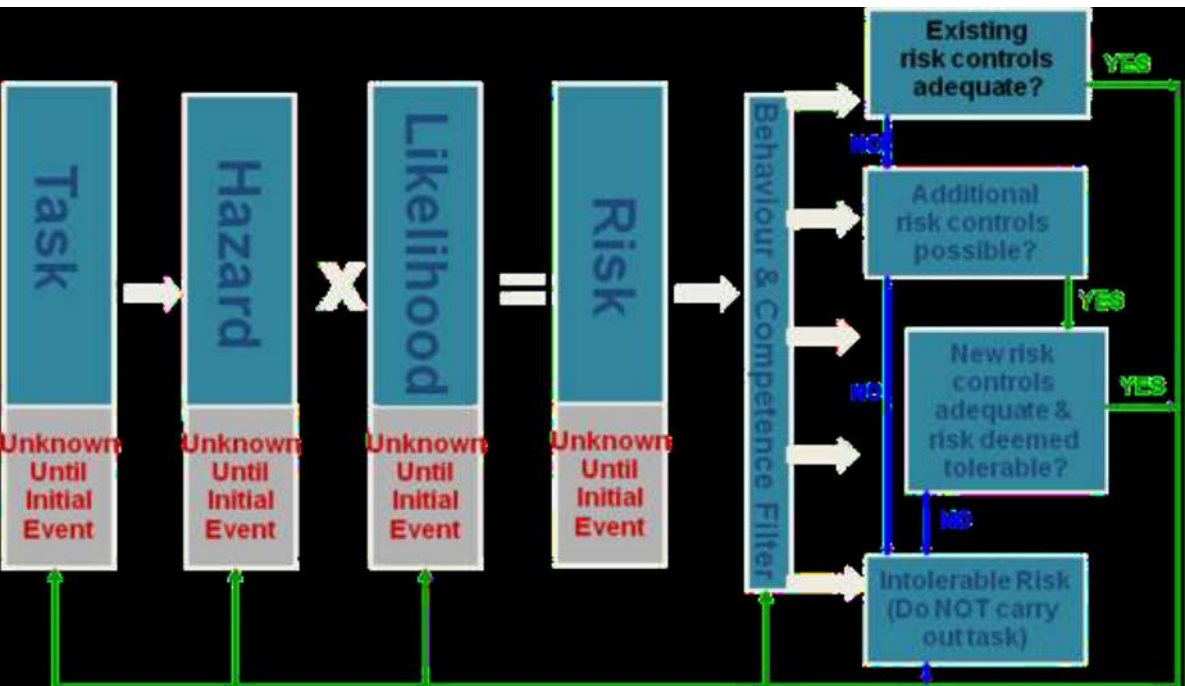 Task
Unknown
Until
Initial
Event
Hazard
Unknown
Until
Initial
Event
X
Likelihood
Unknown
Until
Initial
Event
=
Risk
Unknown
Until
Initial
Event
Behaviour & Competence Filter
Existing
risk controls
adequate?
YES
NO
Additional
risk controls
possible?
YES
NO
New risk
controls
adequate &
risk deemed
tolerable?
YES
NO
Intolerable Risk
(Do NOT carry
out task)